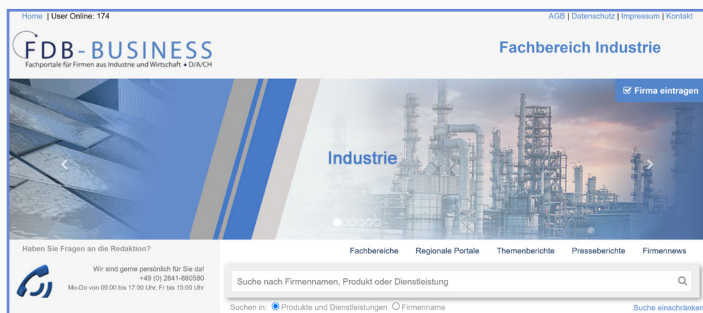 Home | User Online: 174
AGB | Datenschutz | Impressum | Kontakt
FDB-BUSINESS
Fachportale für Firmen aus Industrie und Wirtschaft • D/A/CH
Fachbereich Industrie
Firma eintragen
Industrie
Haben Sie Fragen an die Redaktion?
Wir sind gerne persönlich für Sie da!
+49 (0) 2841-880580
Mo-Do von 09:00 bis 17:00 Uhr, Fr bis 15:00 Uhr
Fachbereiche Regionale Portale Themenberichte Presseberichte Firmennews
Suche nach Firmennamen, Produkt oder Dienstleistung
Suchen in: Produkte und Dienstleistungen Firmenname
Suche einschränken